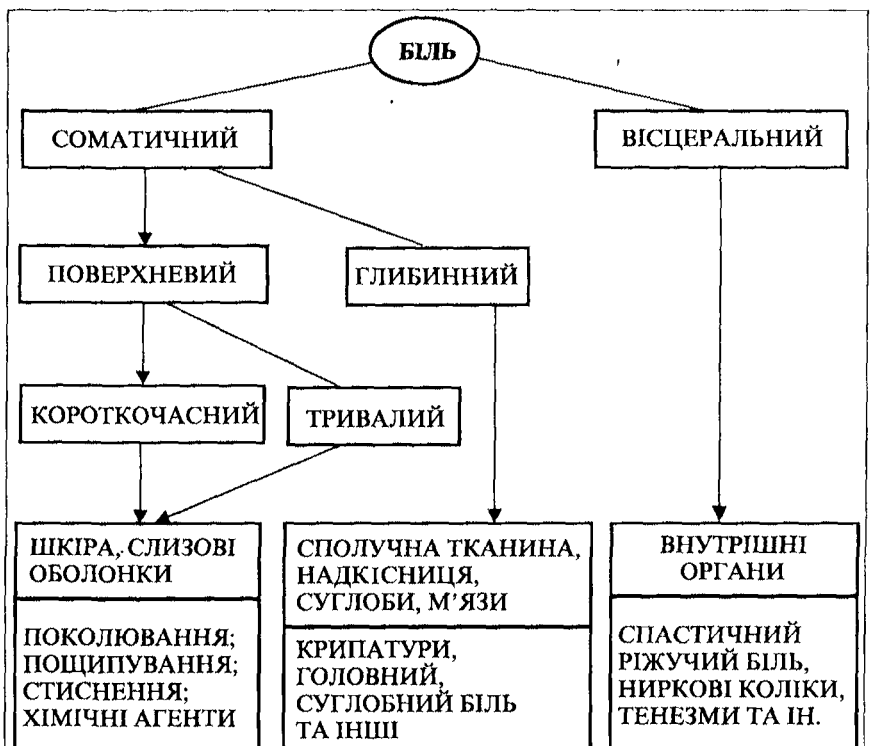 БІЛЬ
СОМАТИЧНИЙ
ВІСЦЕРАЛЬНИЙ
ПОВЕРХНЕВИЙ
ГЛИБИННИЙ
КОРОТКОЧАСНИЙ
ТРИВАЛИЙ
ШКІРА, СЛИЗОВІ
ОБОЛОНКИ
ПОКОЛЮВАННЯ;
ПОЩИПУВАННЯ;
СТИСНЕННЯ;
ХІМІЧНІ АГЕНТИ
СПОЛУЧНА ТКАНИНА,
НАДКІСНИЦЯ,
СУГЛОБИ, М’ЯЗИ
КРИПАТУРИ,
ГОЛОВНИЙ,
СУГЛОБНИЙ БІЛЬ
ТА ІНШІ
ВНУТРІШНІ
ОРГАНИ
СПАСТИЧНИЙ
РІЖУЧИЙ БІЛЬ,
НИРКОВІ КОЛІКИ,
ТЕНЕЗМИ ТА ІН.